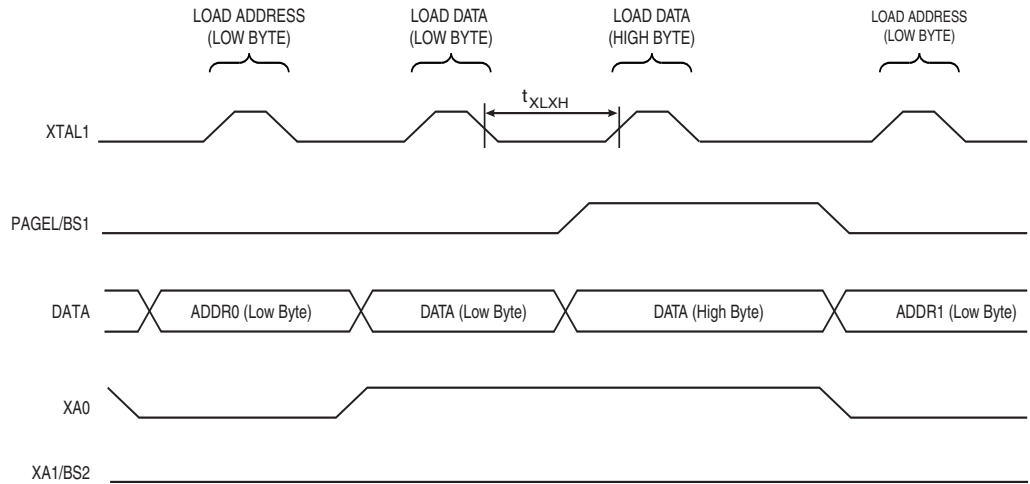 LOAD ADDRESS
(LOW BYTE)
LOAD DATA
(LOW BYTE)
LOAD DATA
(HIGH BYTE)
LOAD ADDRESS
(LOW BYTE)
tXLXH
XTAL1
PAGEL/BS1
DATA
ADDR0 (Low Byte)
DATA (Low Byte)
DATA (High Byte)
ADDR1 (Low Byte)
XA0
XA1/BS2